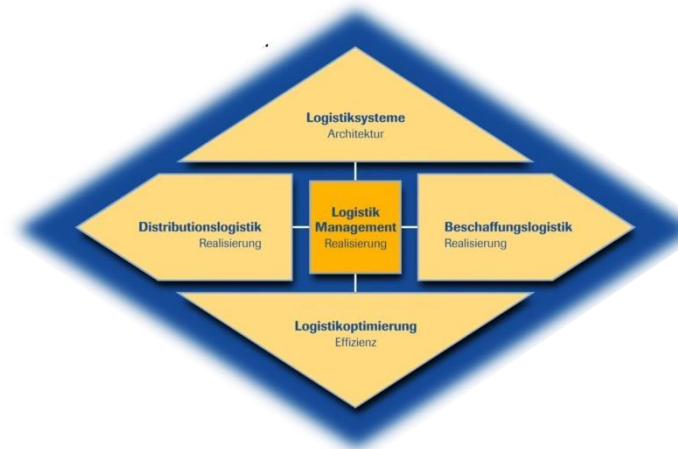 Logistiksysteme
Architektur
Distributionslogistik
Realisierung
Logistik
Management
Realisierung
Beschaffungslogistik
Realisierung
Logistikoptimierung
Effizienz